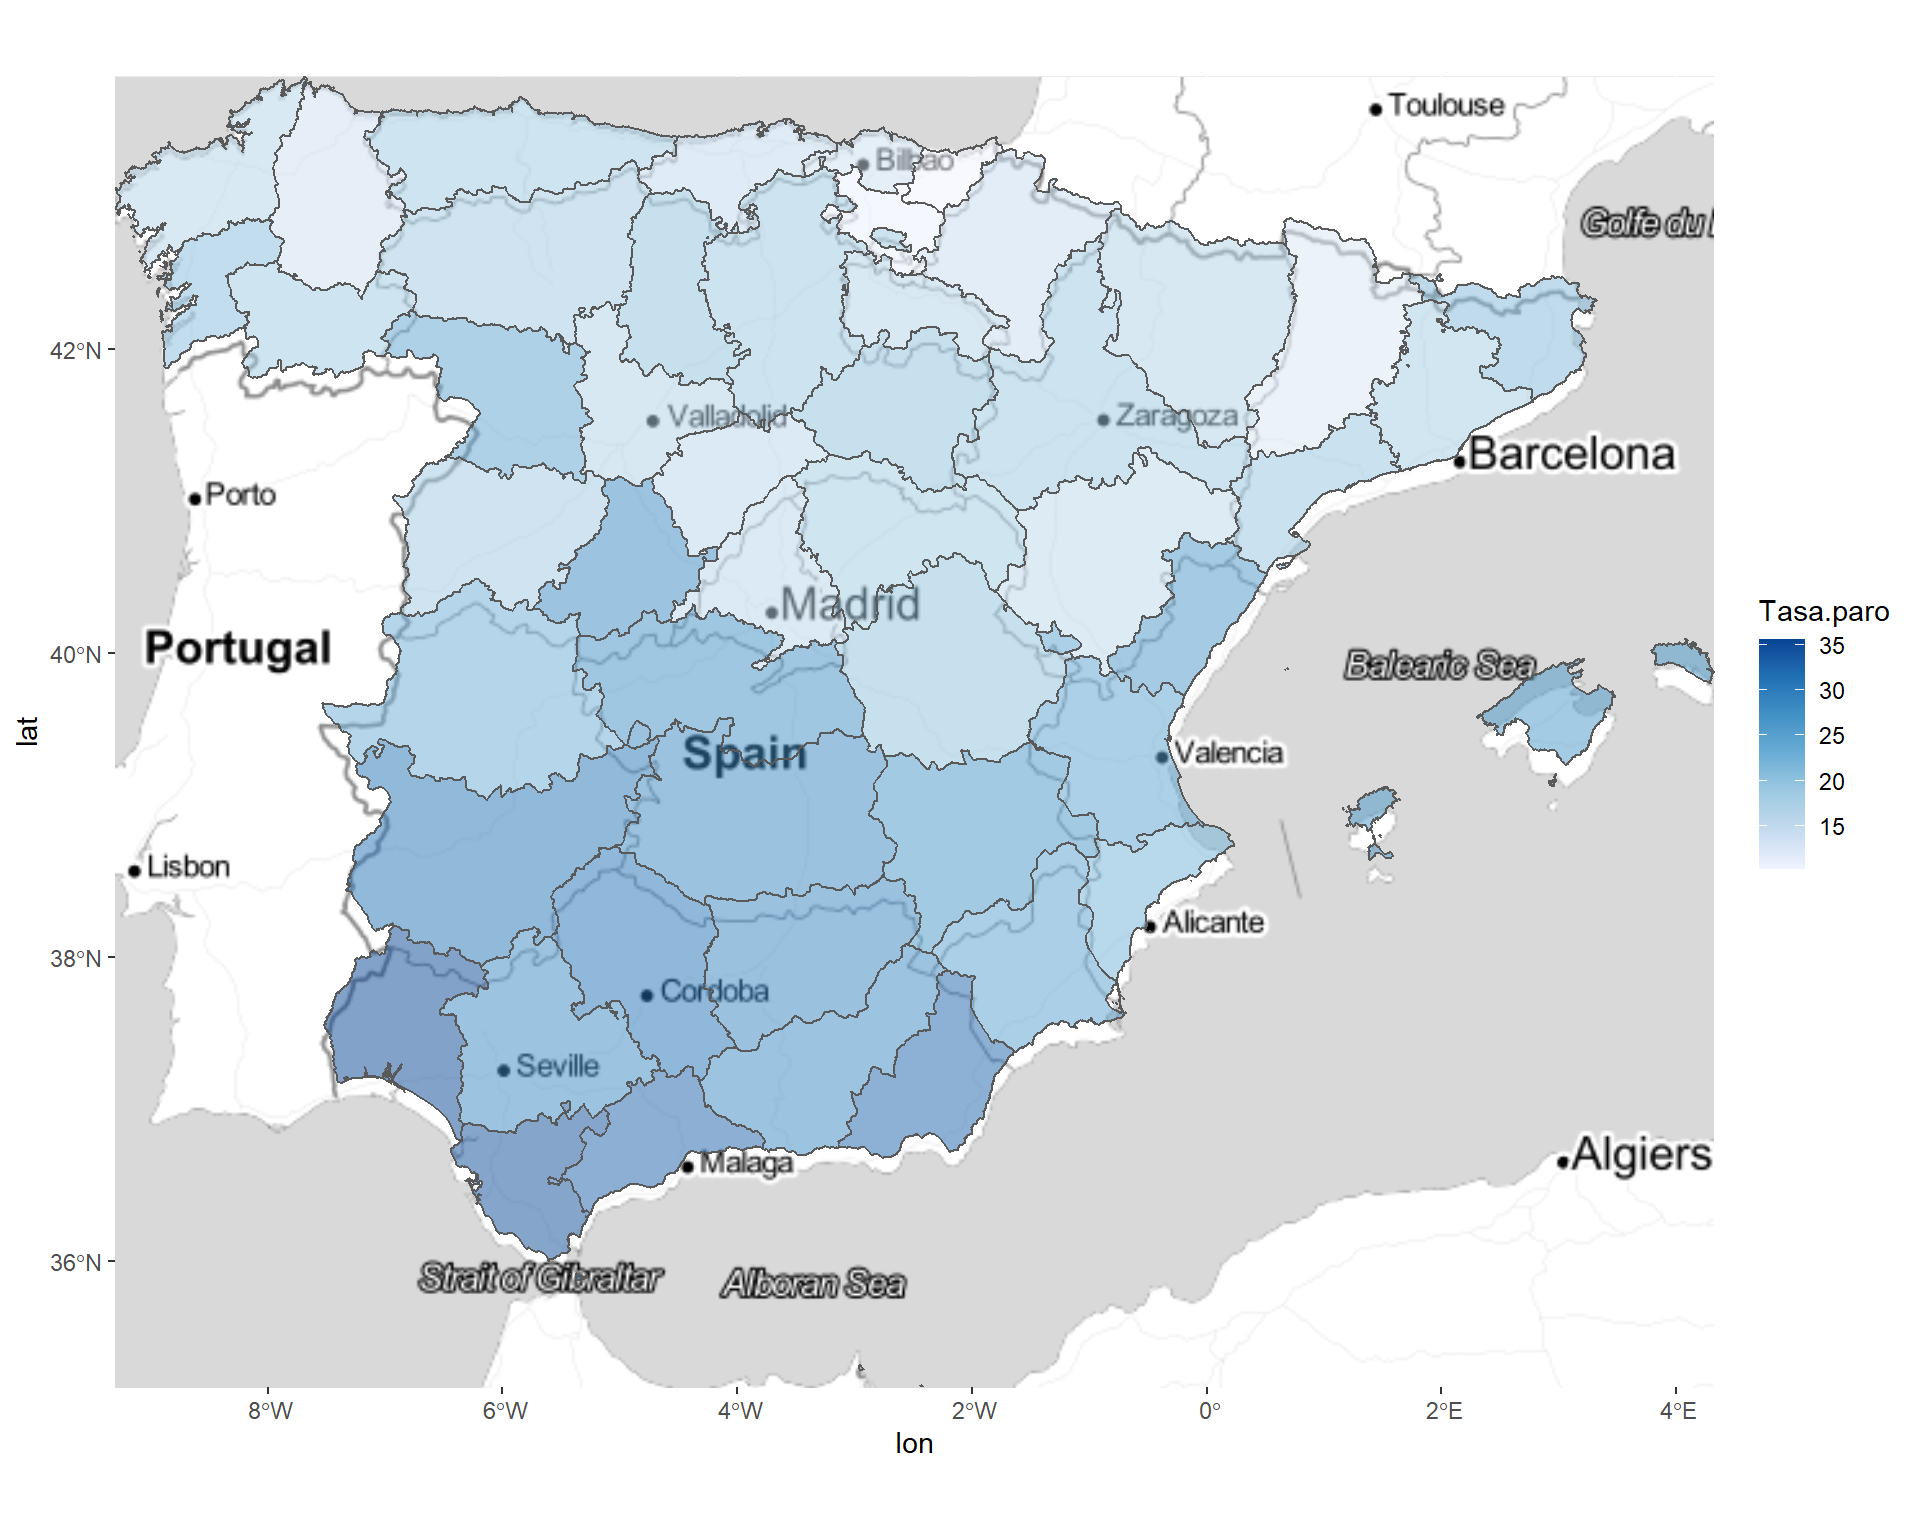 Toulouse
Bilbao
Golfe du
42°N
Valladolid
Zaragoza
Barcelona
Porto
Madrid
Tasa.paro
40°N
Portugal
Balearic Sea
35
30
25
20
15
lat
Spain
Valencia
Lisbon
Alicante
38°N
Cordoba
Seville
Malaga
Algiers
36°N
Strait of Gibraltar
Alboran Sea
8°W
6°W
4°W
2°W
0°
2°E
4°E
lon